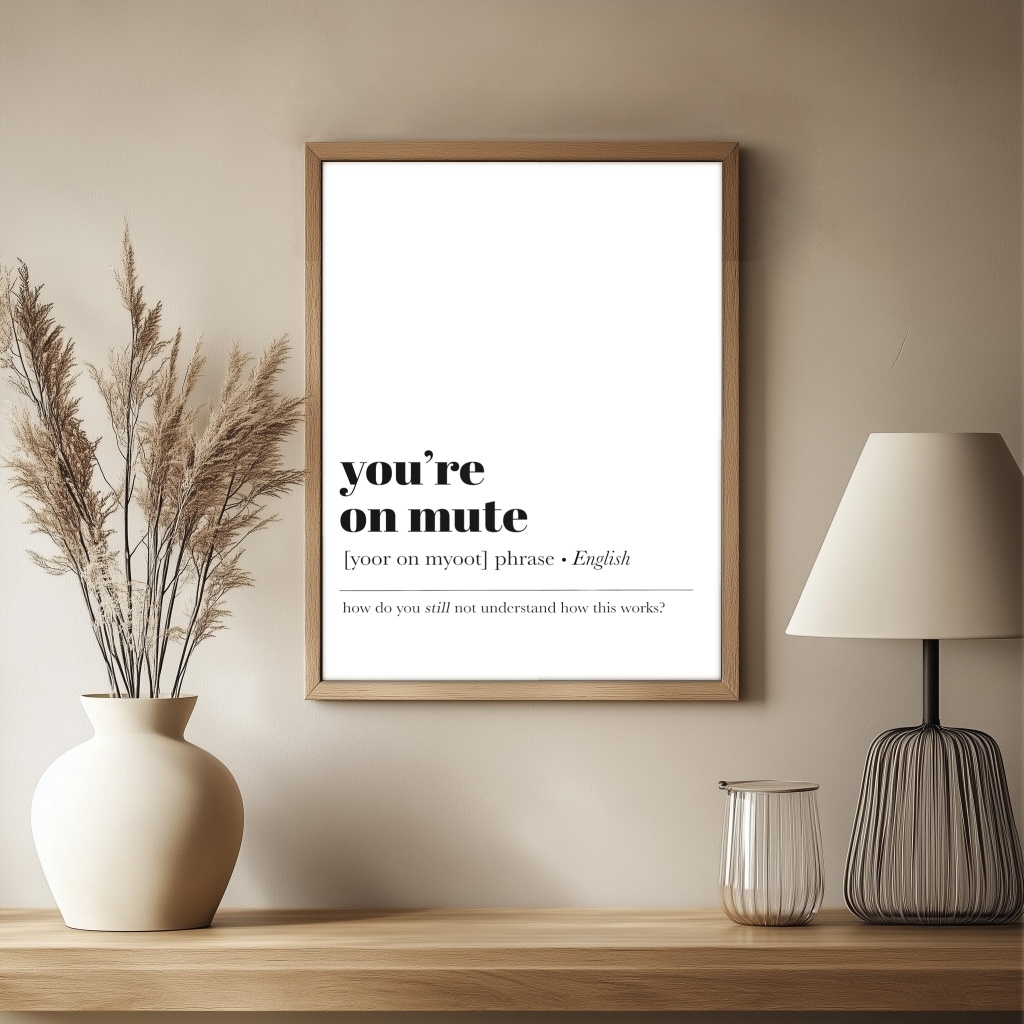 you’re
on mute
[yoor on myoot] phrase • English
how do you still not understand how this works?